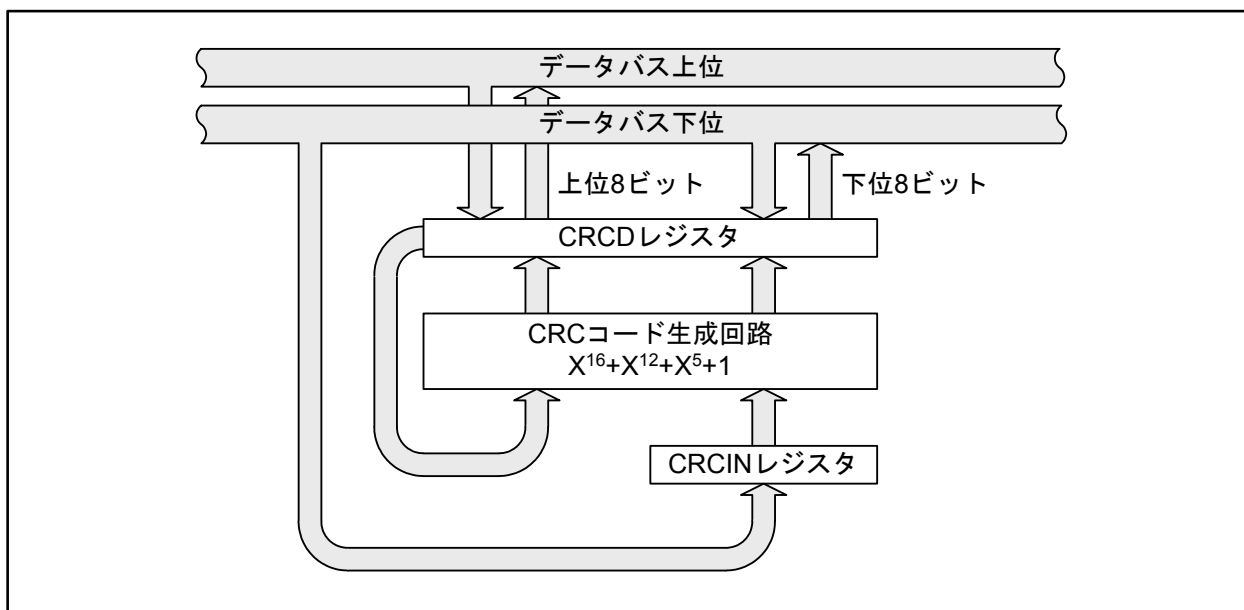 データバス上位
データバス下位
上位8ビット
下位8ビット
CRCDレジスタ
CRCコード生成回路
X¹⁶+X¹²+X⁵+1
CRCINレジスタ